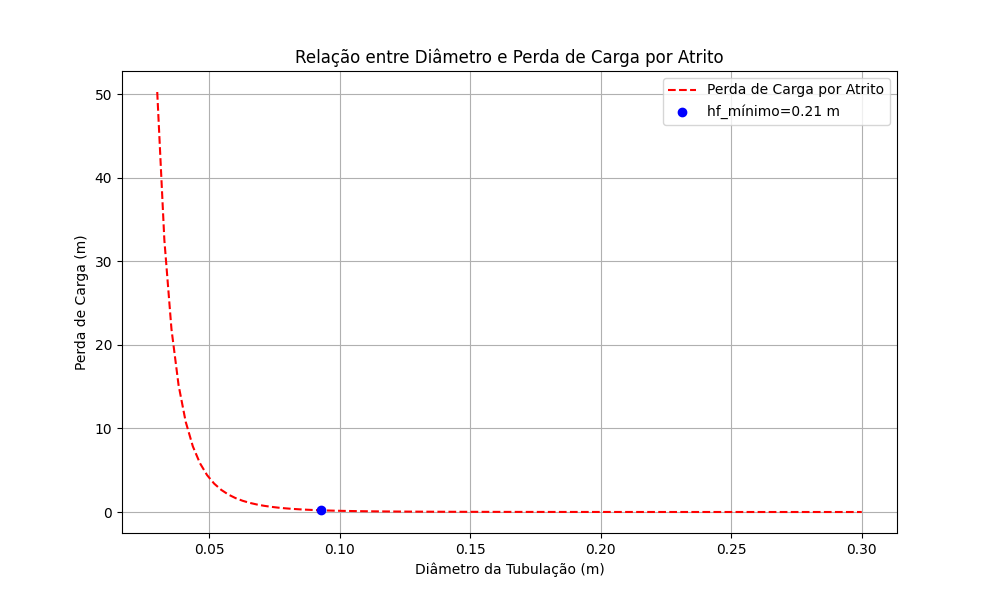 Relação entre Diâmetro e Perda de Carga por Atrito
Perda de Carga por Atrito
hf_mínimo=0.21 m
50
40
30
20
10
0
Perda de Carga (m)
0.05 0.10 0.15 0.20 0.25 0.30
Diâmetro da Tubulação (m)